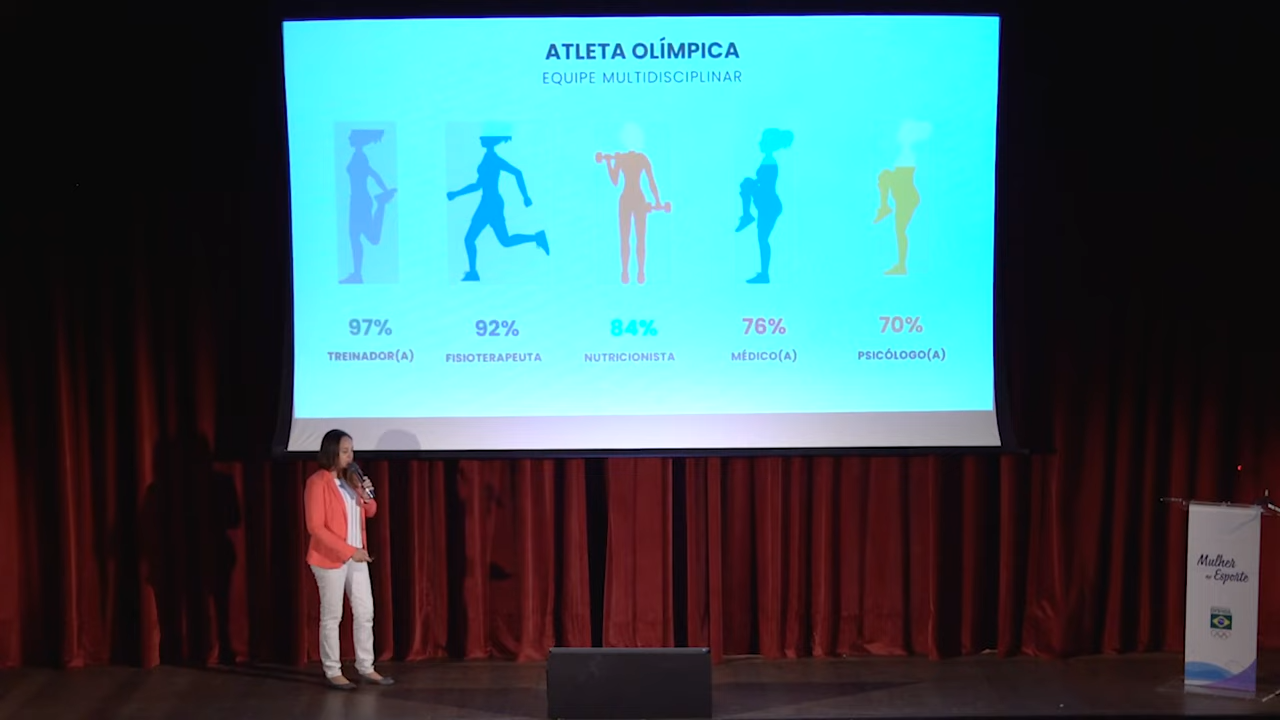 ATLETA OLÍMPICA
EQUIPE MULTIDISCIPLINAR
97%
TREINADOR(A)
92%
FISIOTERAPEUTA
84%
NUTRICIONISTA
76%
MÉDICO(A)
70%
PSICÓLOGO(A)
Mulher
no Esporte